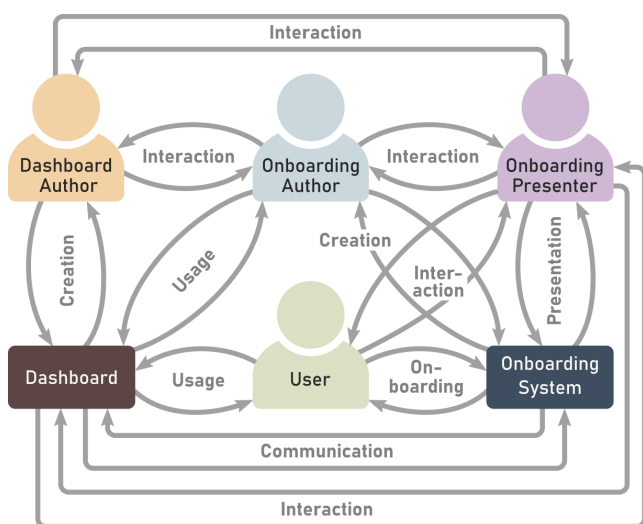 Interaction
Dashboard
Author
Interaction
Onboarding
Author
Interaction
Onboarding
Presenter
Creation
Usage
Creation
Inter-
action
Presentation
Dashboard
Usage
User
On-
boarding
Onboarding
System
Communication
Interaction